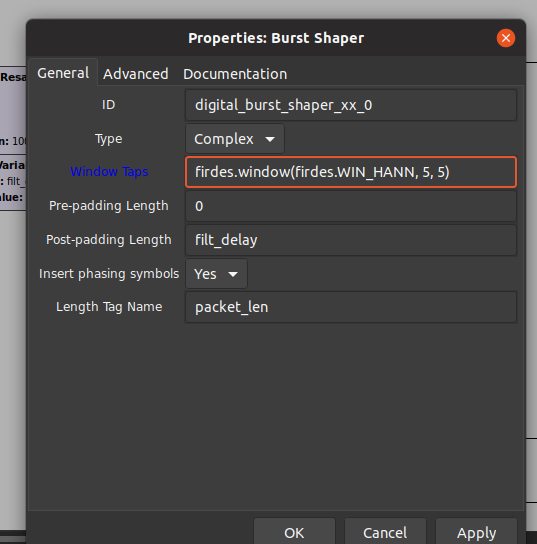 Properties: Burst Shaper
General Advanced Documentation
Resa
n: 100
Varia
: filt_
alue:
ID digital_burst_shaper_xx_0
Type Complex
Window Taps firdes.window(firdes.WIN_HANN, 5, 5)
Pre-padding Length 0
Post-padding Length filt_delay
Insert phasing symbols Yes
Length Tag Name packet_len
OK Cancel Apply